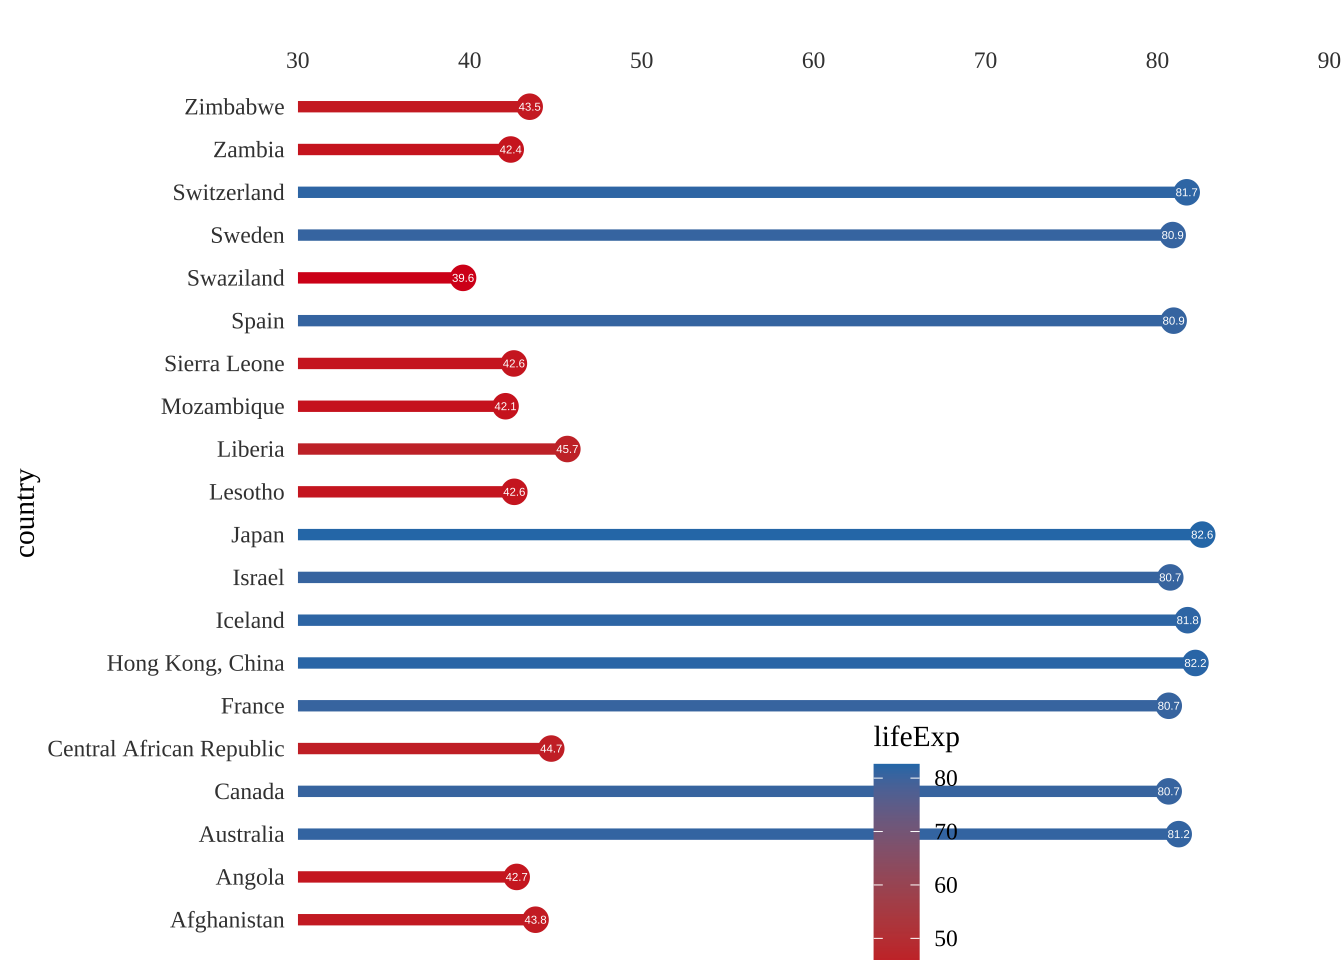 30 40 50 60 70 80 90
Zimbabwe 43.5
Zambia 42.4
Switzerland 81.7
Sweden 80.9
Swaziland 39.6
Spain 80.9
Sierra Leone 42.6
Mozambique 42.1
Liberia 45.7
Lesotho 42.6
country
Japan 82.6
Israel 80.7
Iceland 81.8
Hong Kong, China 82.2
France 80.7
lifeExp
Central African Republic 44.7
80
Canada 80.7
70
Australia 81.2
Angola 42.7
60
Afghanistan 43.8
50